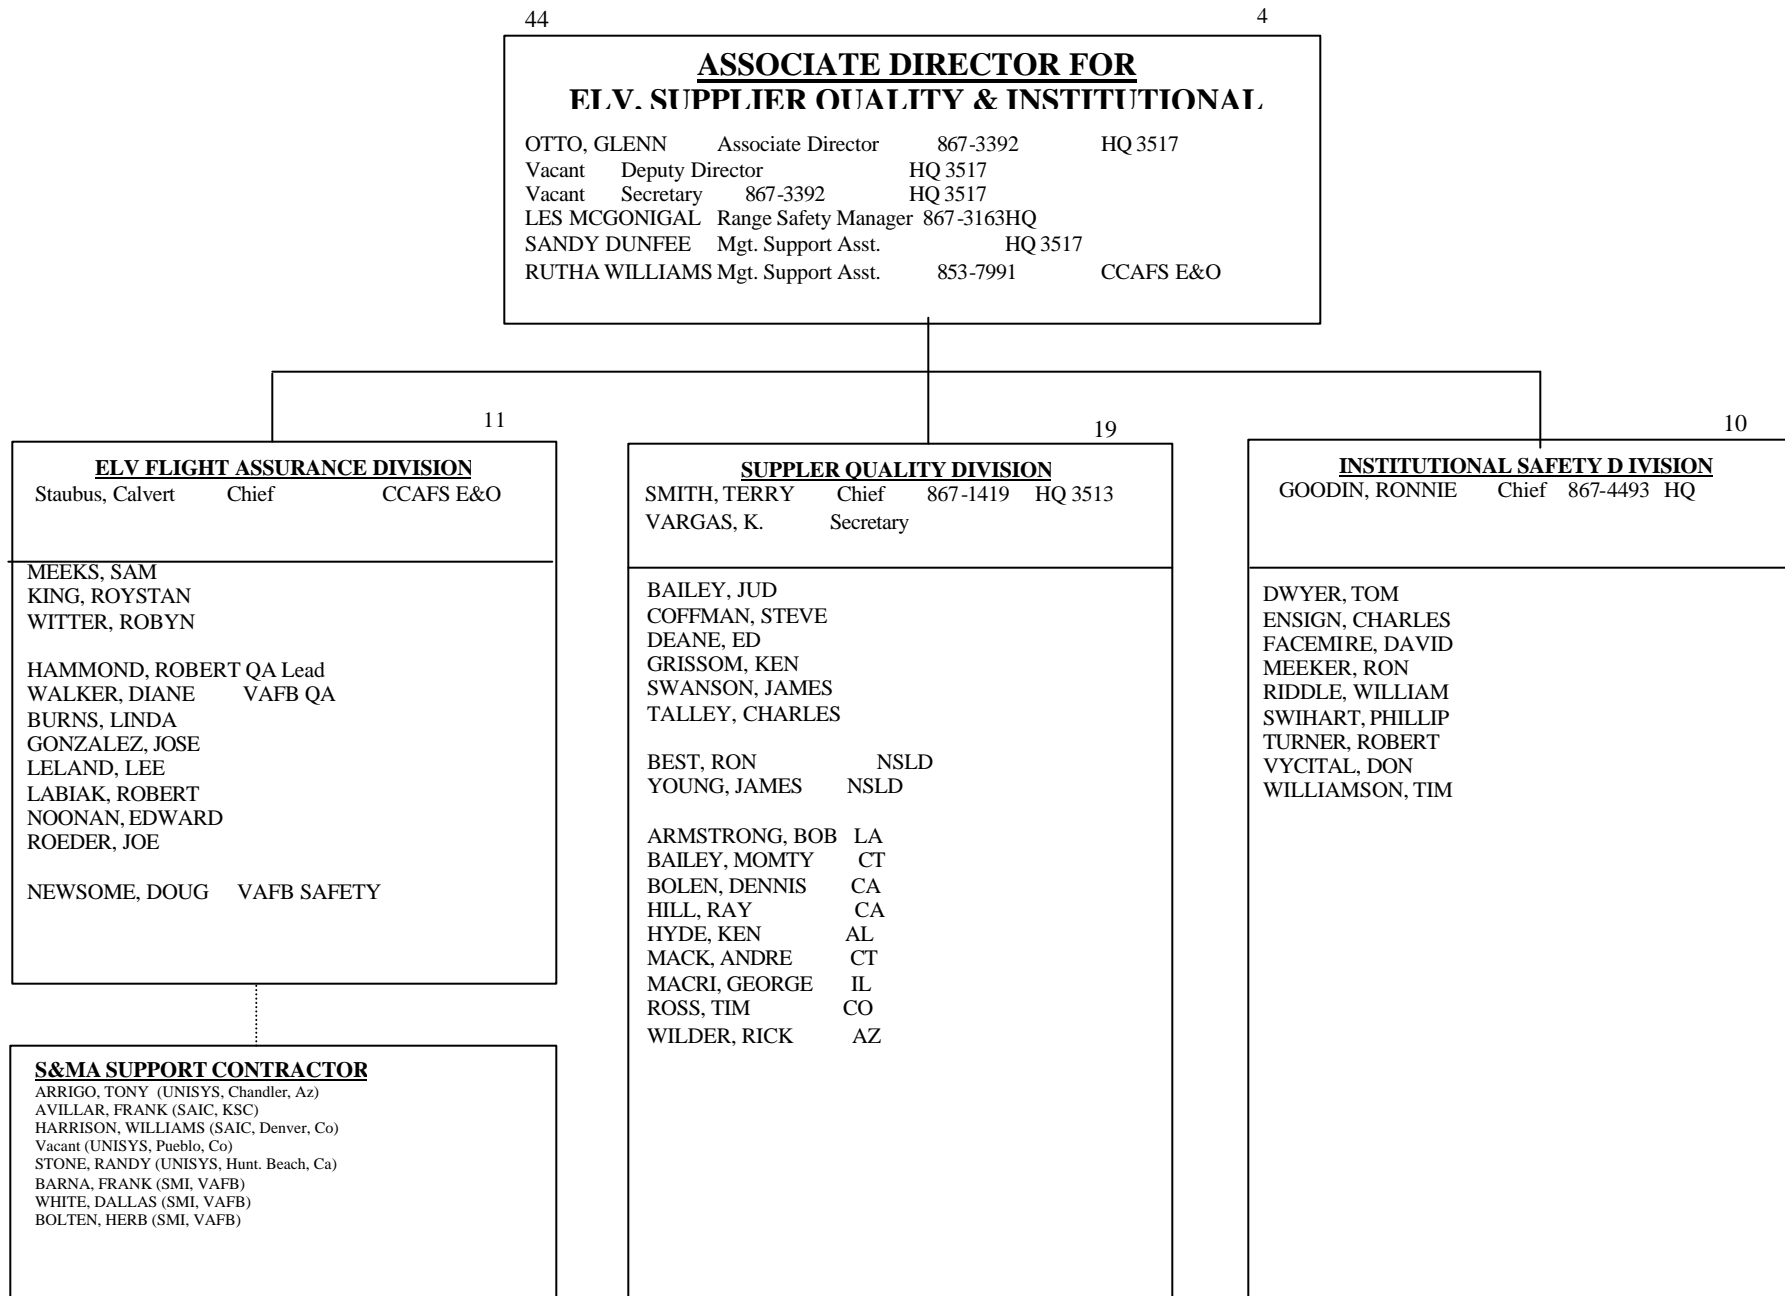 44
4
ASSOCIATE DIRECTOR FOR
ELV, SUPPLIER QUALITY & INSTITUTIONAL
OTTO, GLENN Associate Director 867-3392 HQ 3517
Vacant Deputy Director HQ 3517
Vacant Secretary 867-3392 HQ 3517
LES MCGONIGAL Range Safety Manager 867-3163HQ
SANDY DUNFEE Mgt. Support Asst. HQ 3517
RUTHA WILLIAMS Mgt. Support Asst. 853-7991 CCAFS E&O
11
ELV FLIGHT ASSURANCE DIVISION
Staubus, Calvert Chief CCAFS E&O
MEEKS, SAM
KING, ROYSTAN
WITTER, ROBYN
HAMMOND, ROBERT QA Lead
WALKER, DIANE VAFB QA
BURNS, LINDA
GONZALEZ, JOSE
LELAND, LEE
LABIAK, ROBERT
NOONAN, EDWARD
ROEDER, JOE
NEWSOME, DOUG VAFB SAFETY
S&MA SUPPORT CONTRACTOR
ARRIGO, TONY (UNISYS, Chandler, Az)
AVILLAR, FRANK (SAIC, KSC)
HARRISON, WILLIAMS (SAIC, Denver, Co)
Vacant (UNISYS, Pueblo, Co)
STONE, RANDY (UNISYS, Hunt. Beach, Ca)
BARNA, FRANK (SMI, VAFB)
WHITE, DALLAS (SMI, VAFB)
BOLTEN, HERB (SMI, VAFB)
19
SUPPLER QUALITY DIVISION
SMITH, TERRY Chief 867-1419 HQ 3513
VARGAS, K. Secretary
BAILEY, JUD
COFFMAN, STEVE
DEANE, ED
GRISSOM, KEN
SWANSON, JAMES
TALLEY, CHARLES
BEST, RON NSLD
YOUNG, JAMES NSLD
ARMSTRONG, BOB LA
BAILEY, MOMTY CT
BOLEN, DENNIS CA
HILL, RAY CA
HYDE, KEN AL
MACK, ANDRE CT
MACRI, GEORGE IL
ROSS, TIM CO
WILDER, RICK AZ
10
INSTITUTIONAL SAFETY D IVISION
GOODIN, RONNIE Chief 867-4493 HQ
DWYER, TOM
ENSIGN, CHARLES
FACEMIRE, DAVID
MEEKER, RON
RIDDLE, WILLIAM
SWIHART, PHILLIP
TURNER, ROBERT
VYCITAL, DON
WILLIAMSON, TIM